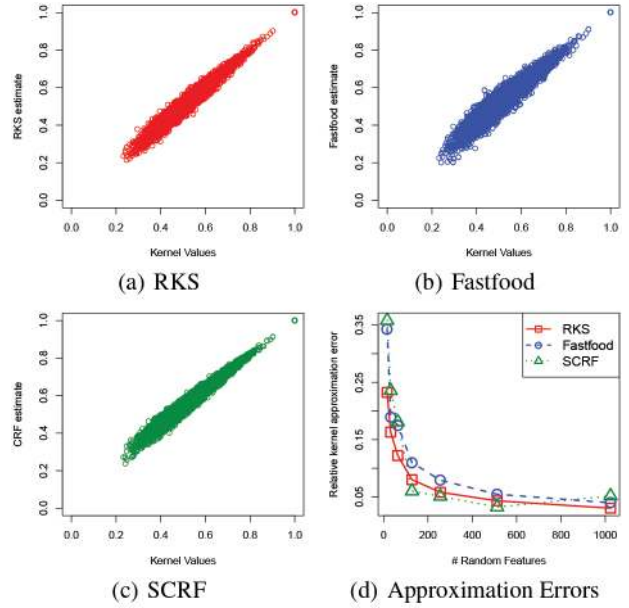 RKS estimate
1.0
0.8
0.6
0.4
0.2
0.0
0.0 0.2 0.4 0.6 0.8 1.0
Kernel Values
(a) RKS
Fastfood estimate
1.0
0.8
0.6
0.4
0.2
0.0
0.0 0.2 0.4 0.6 0.8 1.0
Kernel Values
(b) Fastfood
CRF estimate
1.0
0.8
0.6
0.4
0.2
0.0
0.0 0.2 0.4 0.6 0.8 1.0
Kernel Values
(c) SCRF
Relative kernel approximation error
0.35
0.25
0.15
0.05
RKS
Fastfood
SCRF
0 200 400 600 800 1000
# Random Features
(d) Approximation Errors